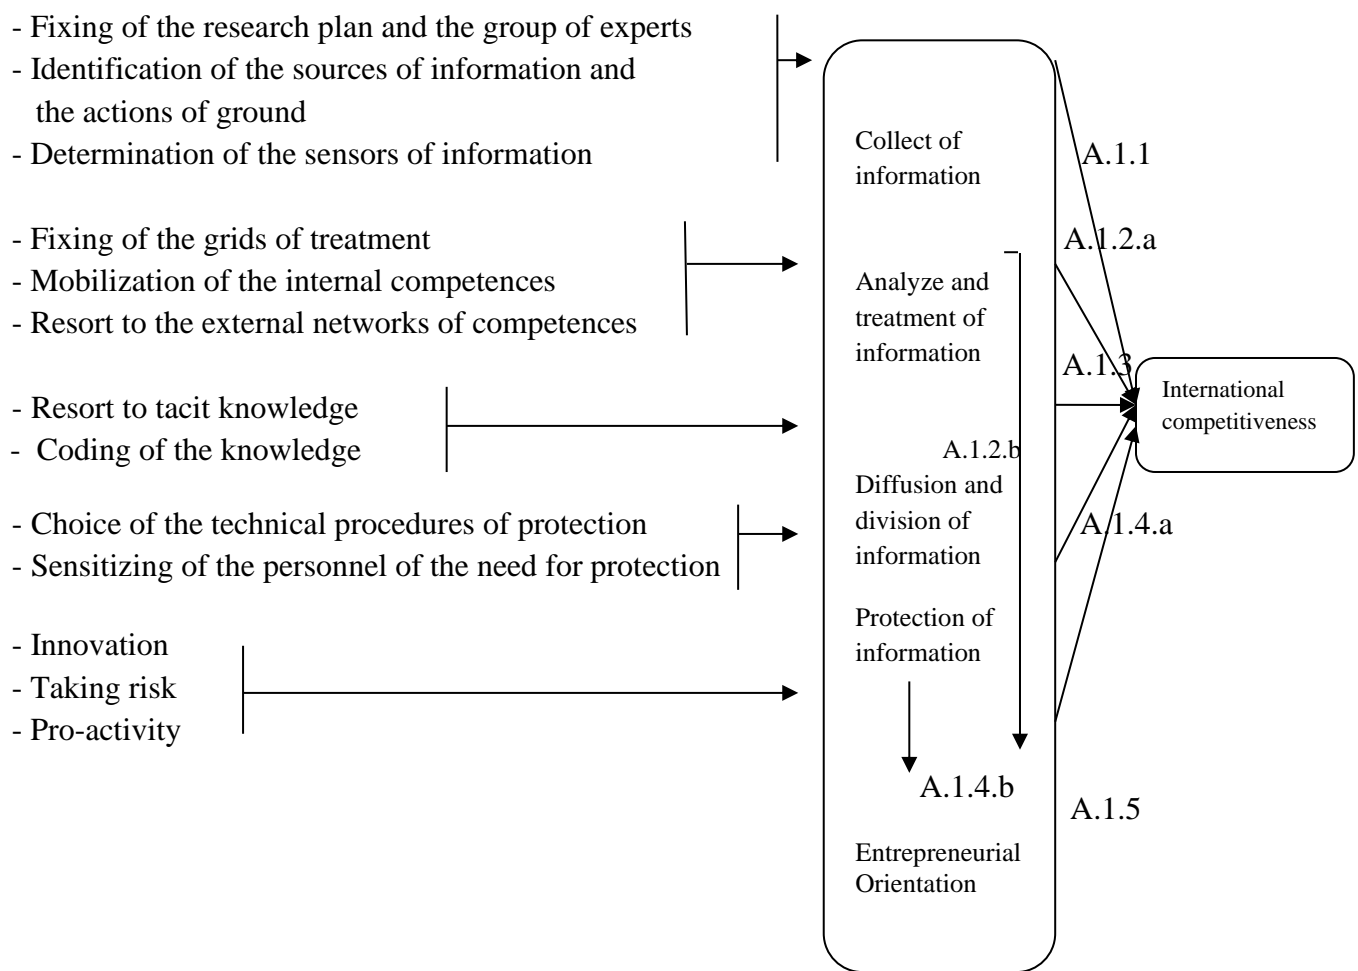 - Fixing of the research plan and the group of experts
- Identification of the sources of information and
the actions of ground
- Determination of the sensors of information
- Fixing of the grids of treatment
- Mobilization of the internal competences
- Resort to the external networks of competences
- Resort to tacit knowledge
- Coding of the knowledge
- Choice of the technical procedures of protection
- Sensitizing of the personnel of the need for protection
- Innovation
- Taking risk
- Pro-activity
Collect of
information
Analyze and
treatment of
information
A.1.2.b
Diffusion and
division of
information
Protection of
information
A.1.4.b
Entrepreneurial
Orientation
A.1.1
A.1.2.a
A.1.3
A.1.4.a
A.1.5
International
competitiveness